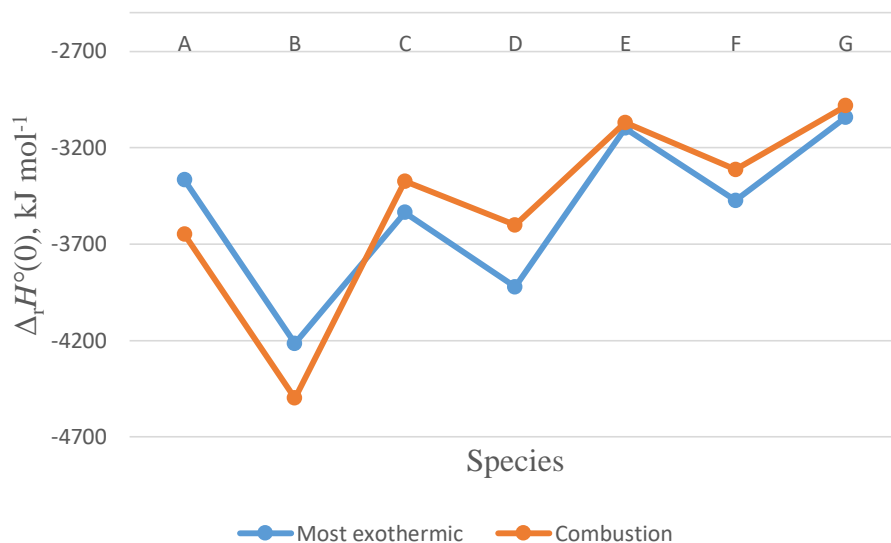 -2700
A B C D E F G
-3200
-3700
-4200
-4700
ΔrH°(0), kJ mol-1
Species
Most exothermic Combustion